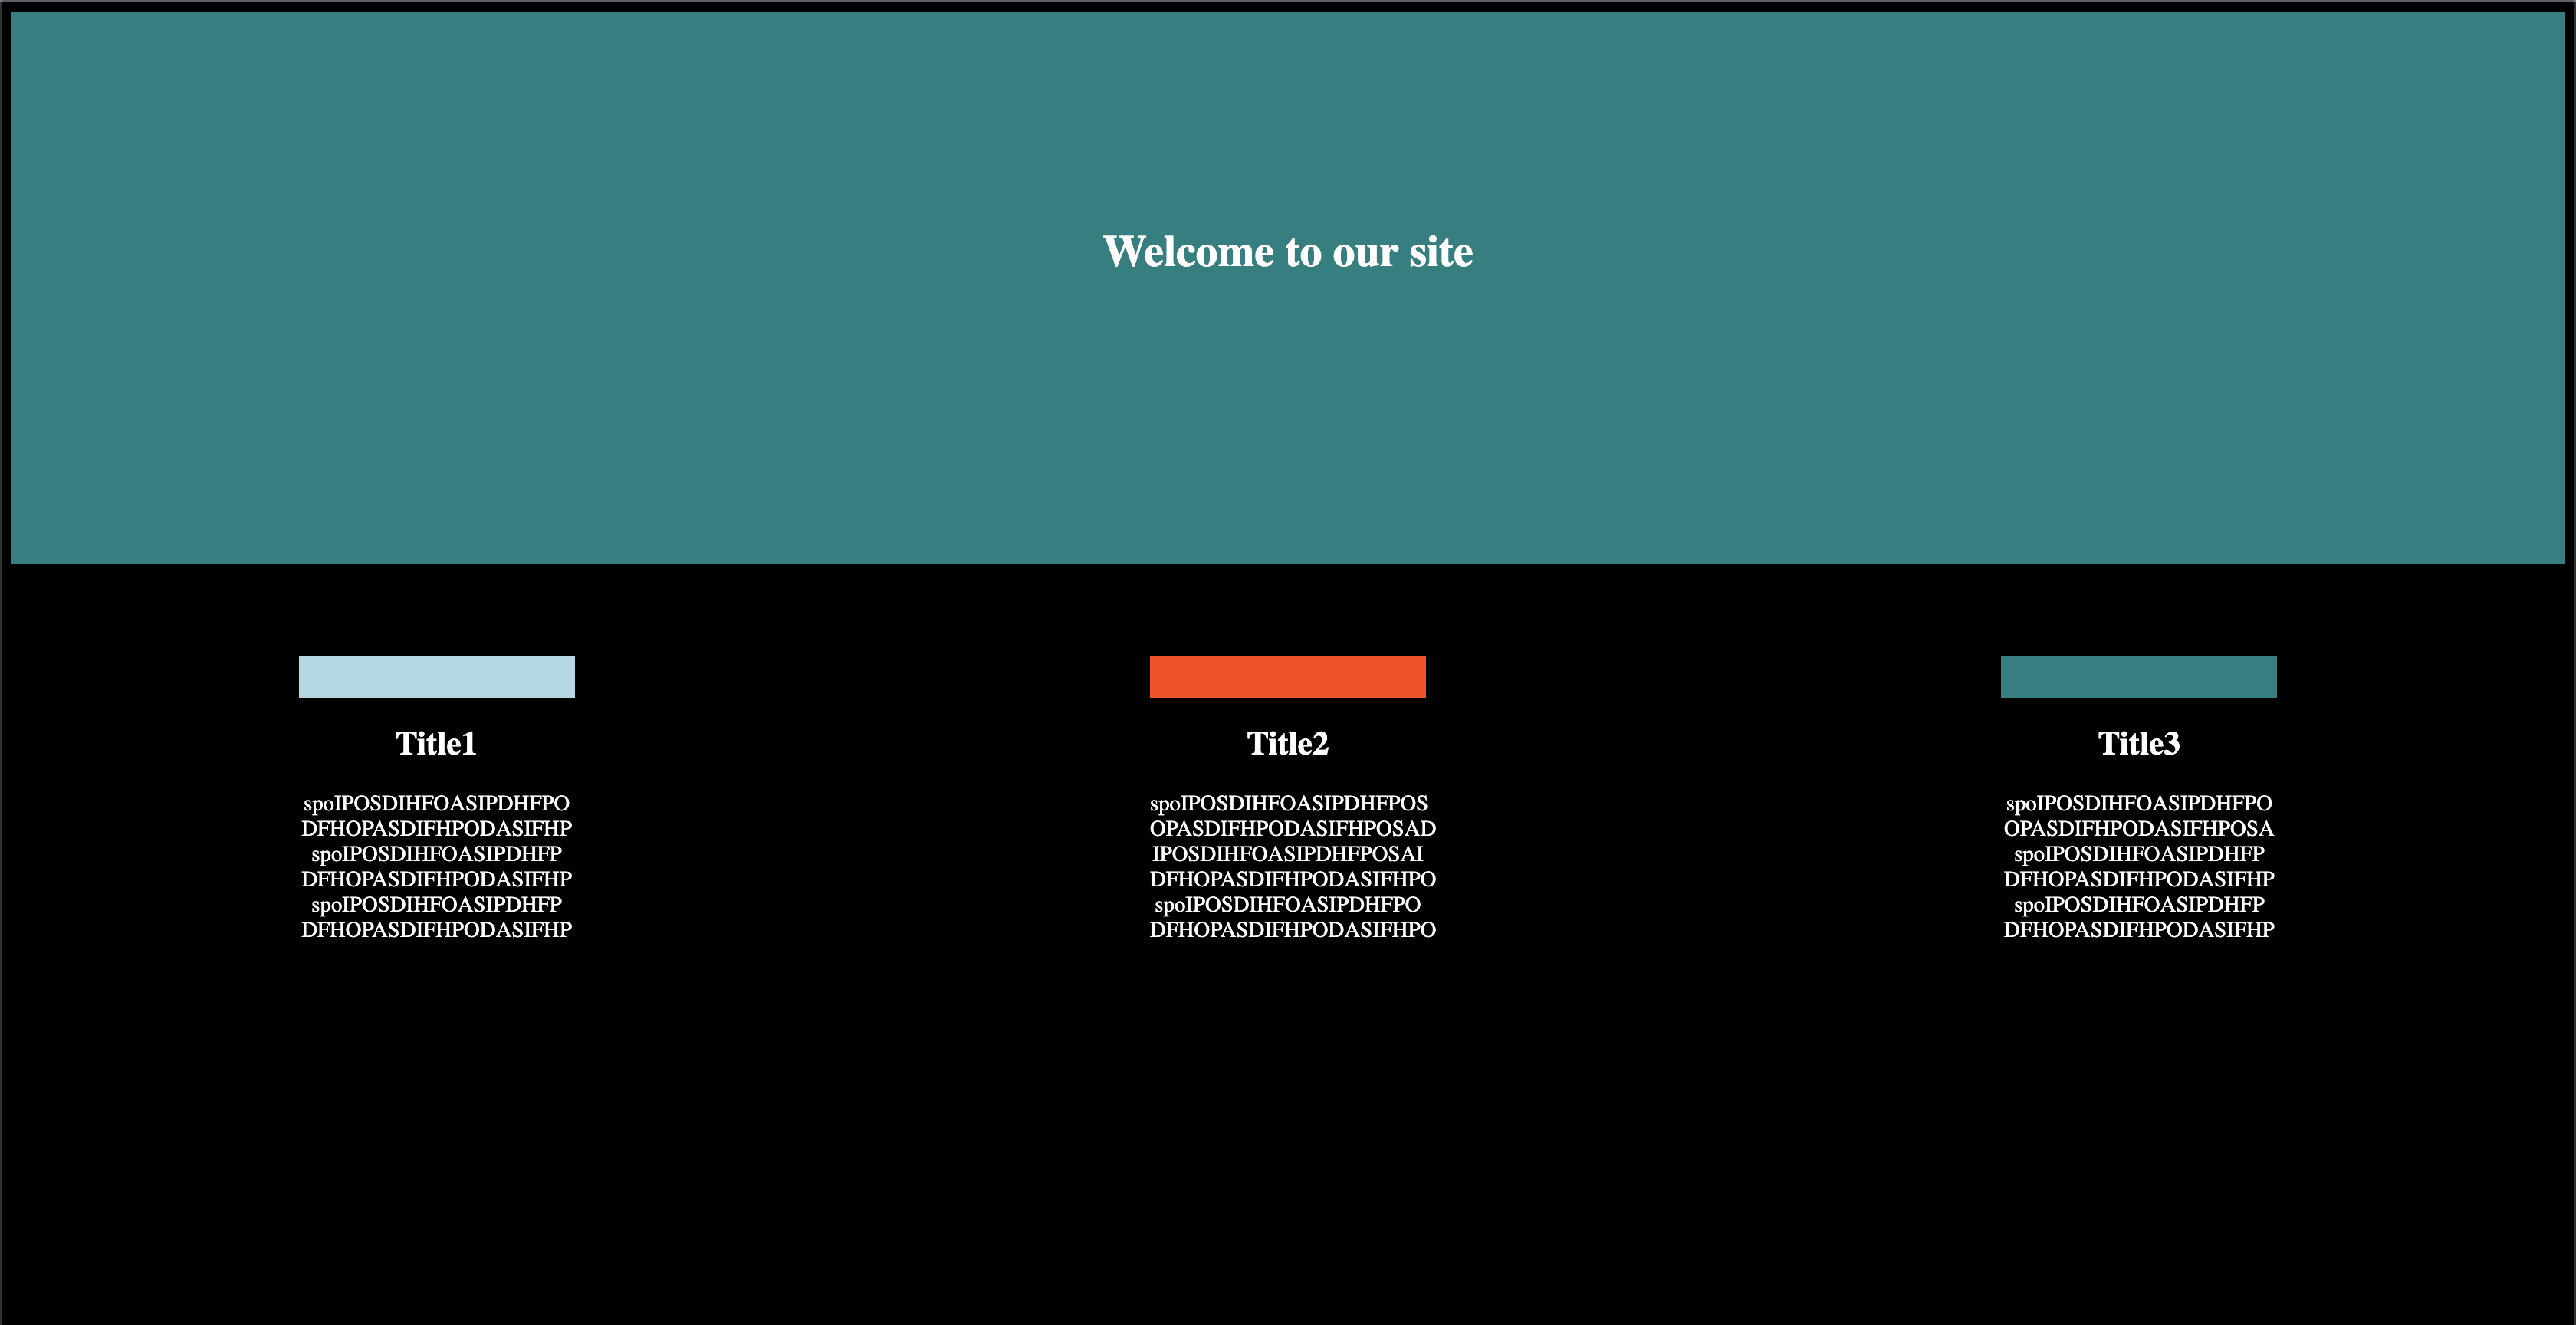 Welcome to our site
Title1
spoIPOSDIHFOASIPDHFPO
DFHOPASDIFHPODASIFHP
spoIPOSDIHFOASIPDHFP
DFHOPASDIFHPODASIFHP
spoIPOSDIHFOASIPDHFP
DFHOPASDIFHPODASIFHP
Title2
spoIPOSDIHFOASIPDHFPOS
OPASDIFHPODASIFHPOSAD
IPOSDIHFOASIPDHFPOSAI
DFHOPASDIFHPODASIFHPO
spoIPOSDIHFOASIPDHFPO
DFHOPASDIFHPODASIFHPO
Title3
spoIPOSDIHFOASIPDHFPO
OPASDIFHPODASIFHPOSA
spoIPOSDIHFOASIPDHFP
DFHOPASDIFHPODASIFHP
spoIPOSDIHFOASIPDHFP
DFHOPASDIFHPODASIFHP